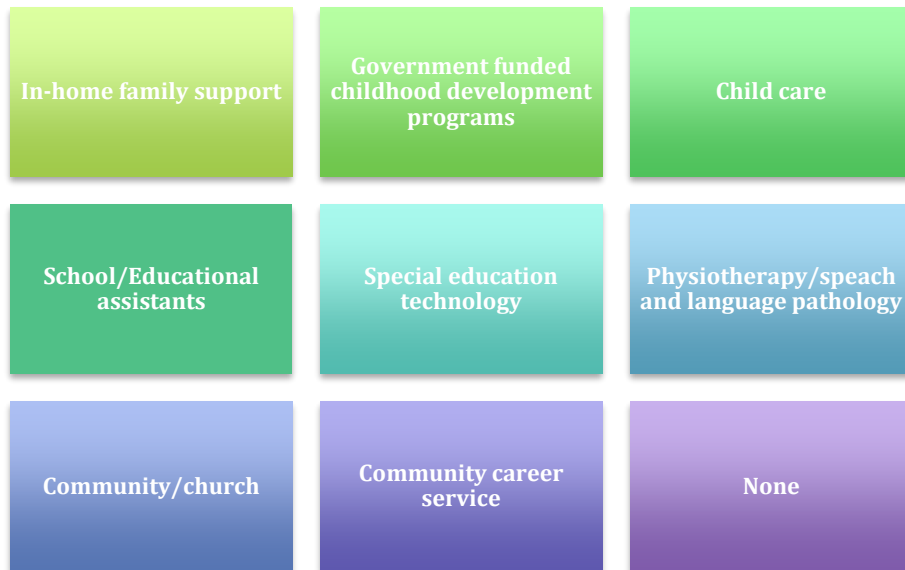 In-home family support
Government funded
childhood development
programs
Child care
School/Educational
assistants
Special education
technology
Physiotherapy/speach
and language pathology
Community/church
Community career
service
None